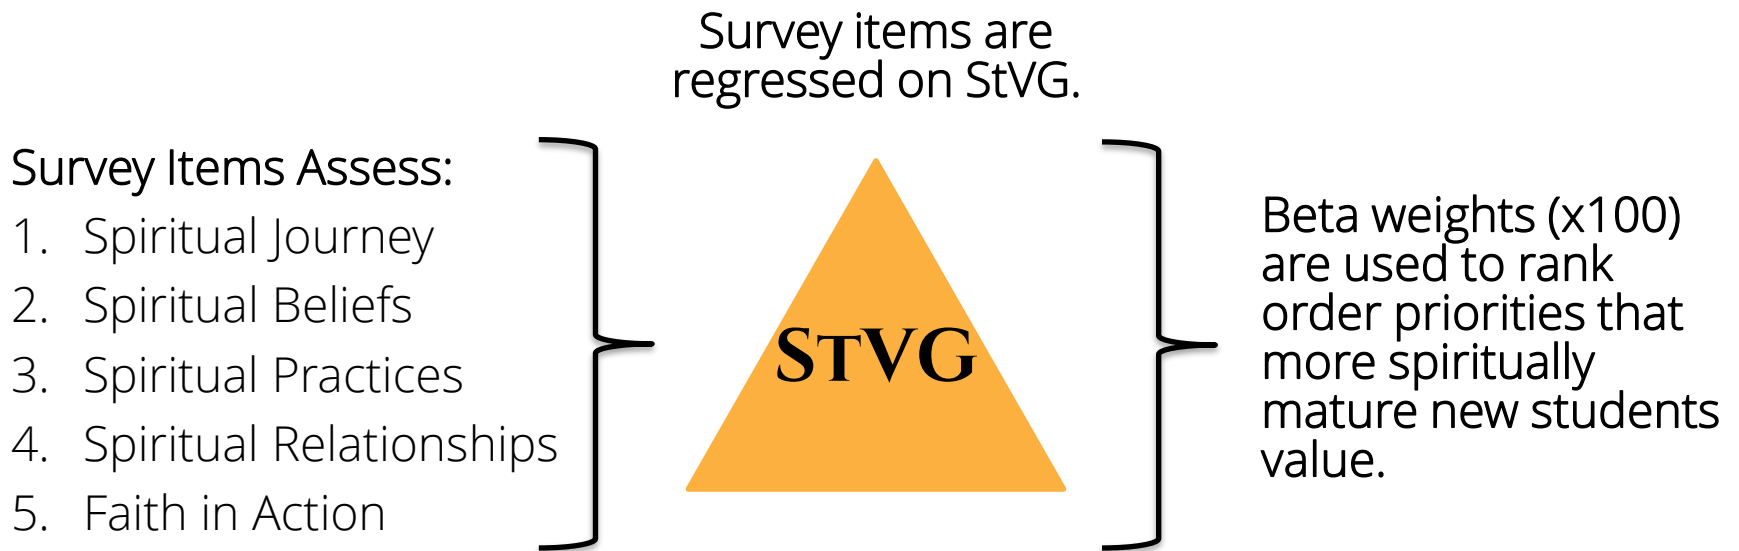 Survey items are
regressed on StVG.
Survey Items Assess:
1. Spiritual Journey
2. Spiritual Beliefs
3. Spiritual Practices
4. Spiritual Relationships
5. Faith in Action
StVG
Beta weights (x100)
are used to rank
order priorities that
more spiritually
mature new students
value.